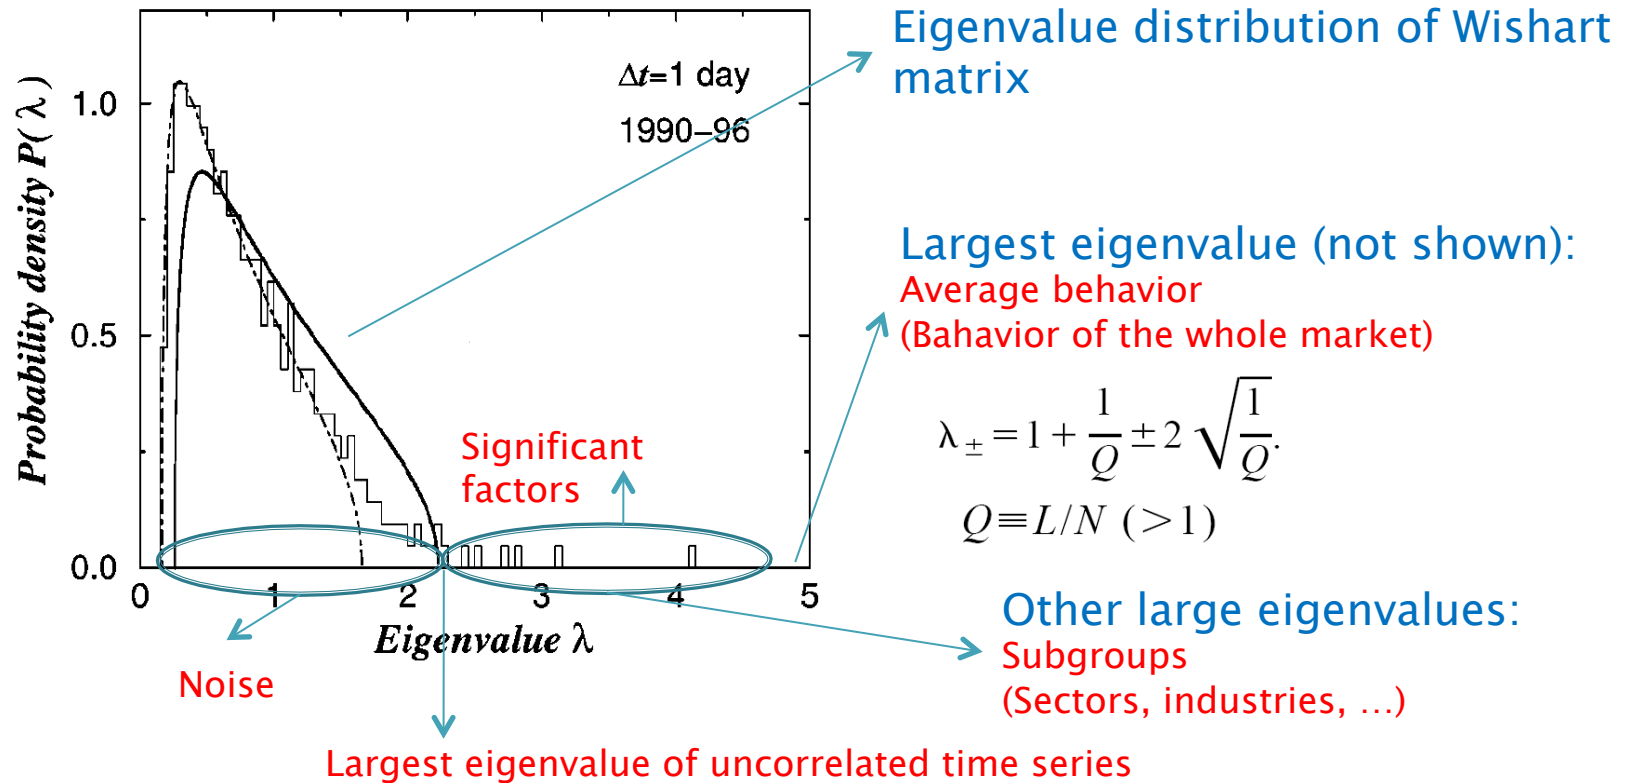 Eigenvalue distribution of Wishart
matrix
Δt=1 day
1990–96
Probability density P( λ )
1.0
0.5
0.0
0
1
2
3
4
5
Eigenvalue λ
Largest eigenvalue (not shown):
Average behavior
(Bahavior of the whole market)
λ± = 1 + 1/Q ± 2 √(1/Q).
Q≡L/N (>1)
Significant
factors
Other large eigenvalues:
Subgroups
(Sectors, industries, …)
Noise
Largest eigenvalue of uncorrelated time series